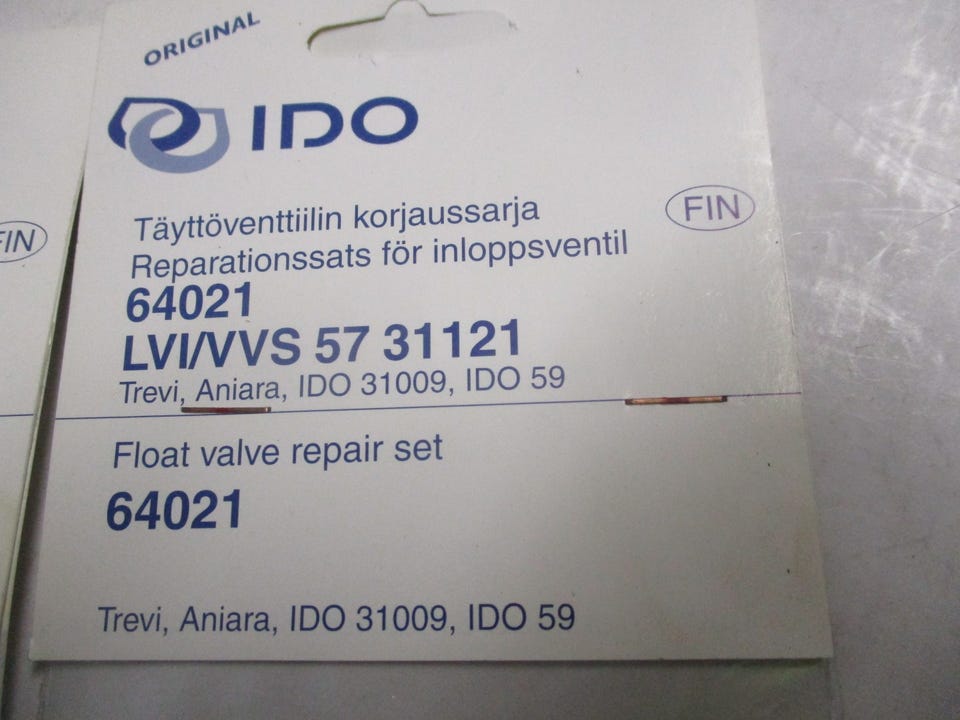 ORIGINAL
IDO
Täyttöventtiilin korjaussarja
FIN
Reparationssats för inloppsventil
64021
LVI/VVS 57 31121
Trevi, Aniara, IDO 31009, IDO 59
Float valve repair set
64021
Trevi, Aniara, IDO 31009, IDO 59
FIN